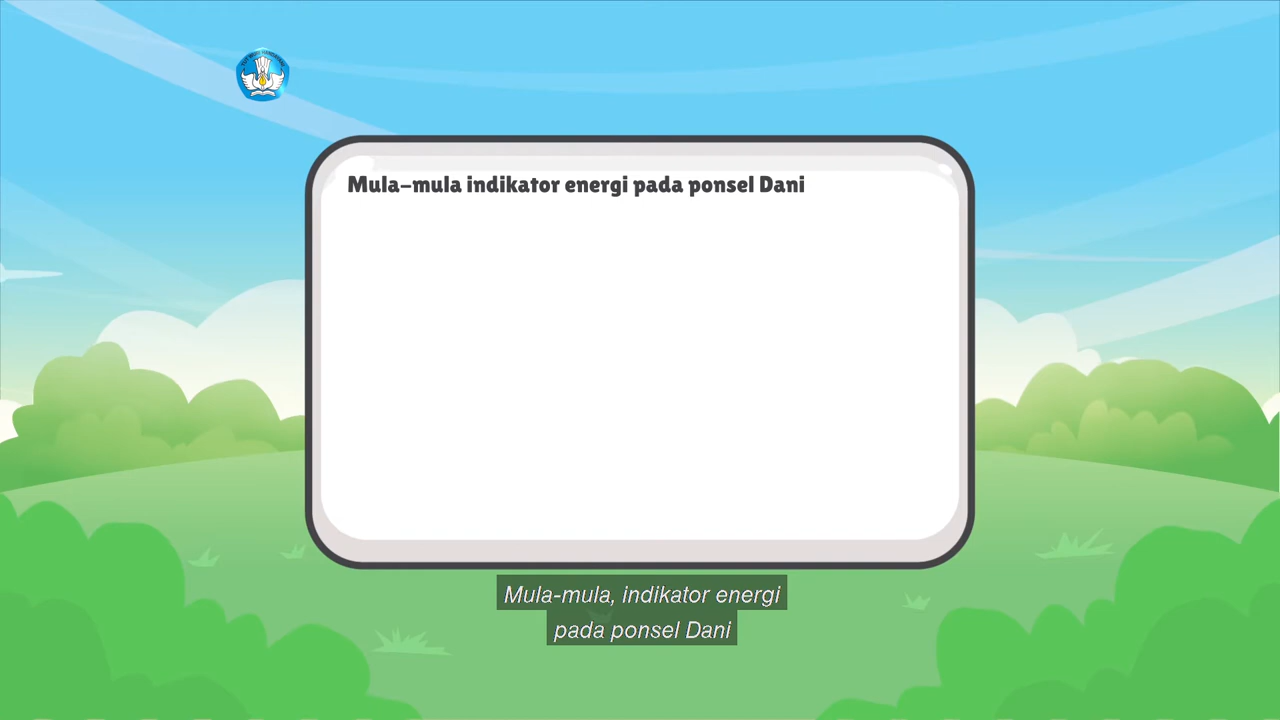 Mula-mula indikator energi pada ponsel Dani
Mula-mula, indikator energi
pada ponsel Dani